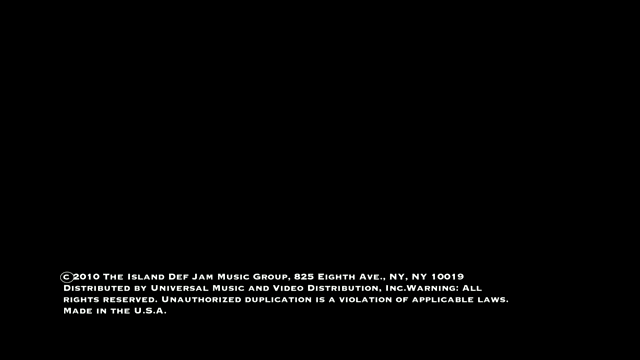 ©2010 The Island Def Jam Music Group, 825 Eighth Ave., NY, NY 10019
Distributed by Universal Music and Video Distribution, Inc.Warning: All
rights reserved. Unauthorized duplication is a violation of applicable laws.
Made in the U.S.A.